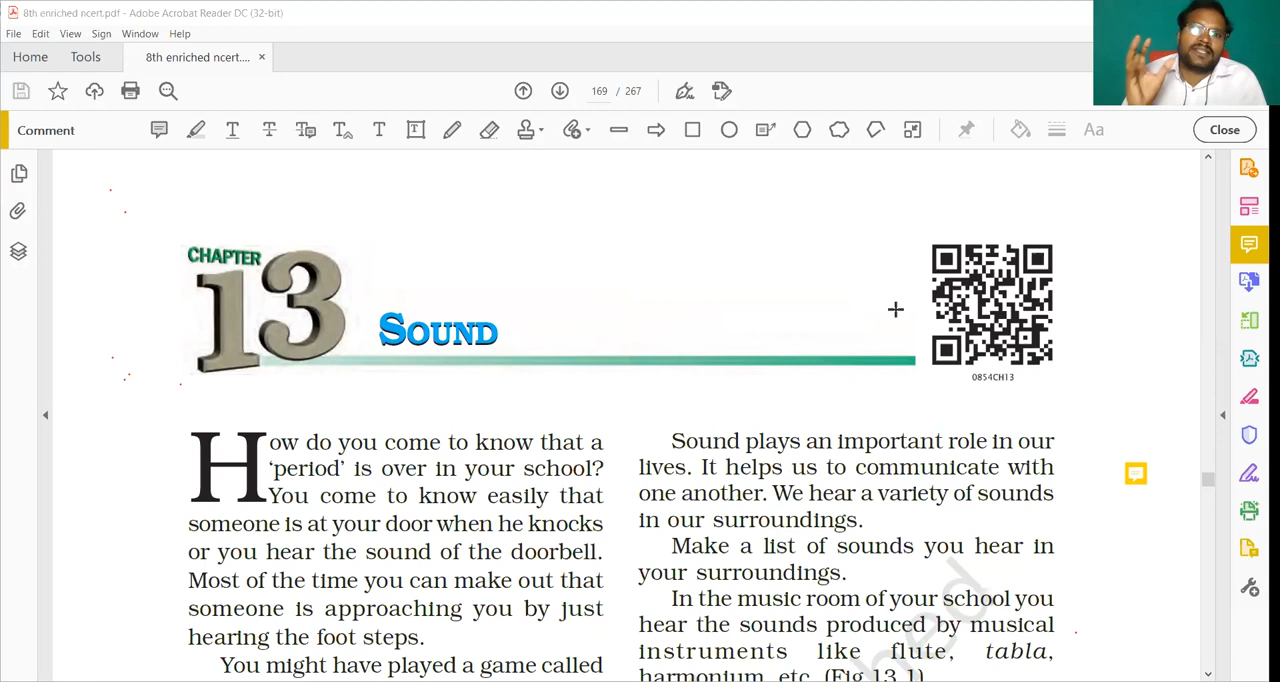 8th enriched ncert.pdf - Adobe Acrobat Reader DC (32-bit)
File Edit View Sign Window Help
Home Tools 8th enriched ncert.... ×
169 / 267
Comment
T T T T T T Aa
Close
CHAPTER
13
SOUND
0854CH13
How do you come to know that a
‘period’ is over in your school?
You come to know easily that
someone is at your door when he knocks
or you hear the sound of the doorbell.
Most of the time you can make out that
someone is approaching you by just
hearing the foot steps.
You might have played a game called
Sound plays an important role in our
lives. It helps us to communicate with
one another. We hear a variety of sounds
in our surroundings.
Make a list of sounds you hear in
your surroundings.
In the music room of your school you
hear the sounds produced by musical
instruments like flute, tabla,
harmonium, etc. (Fig 13.1)
hed